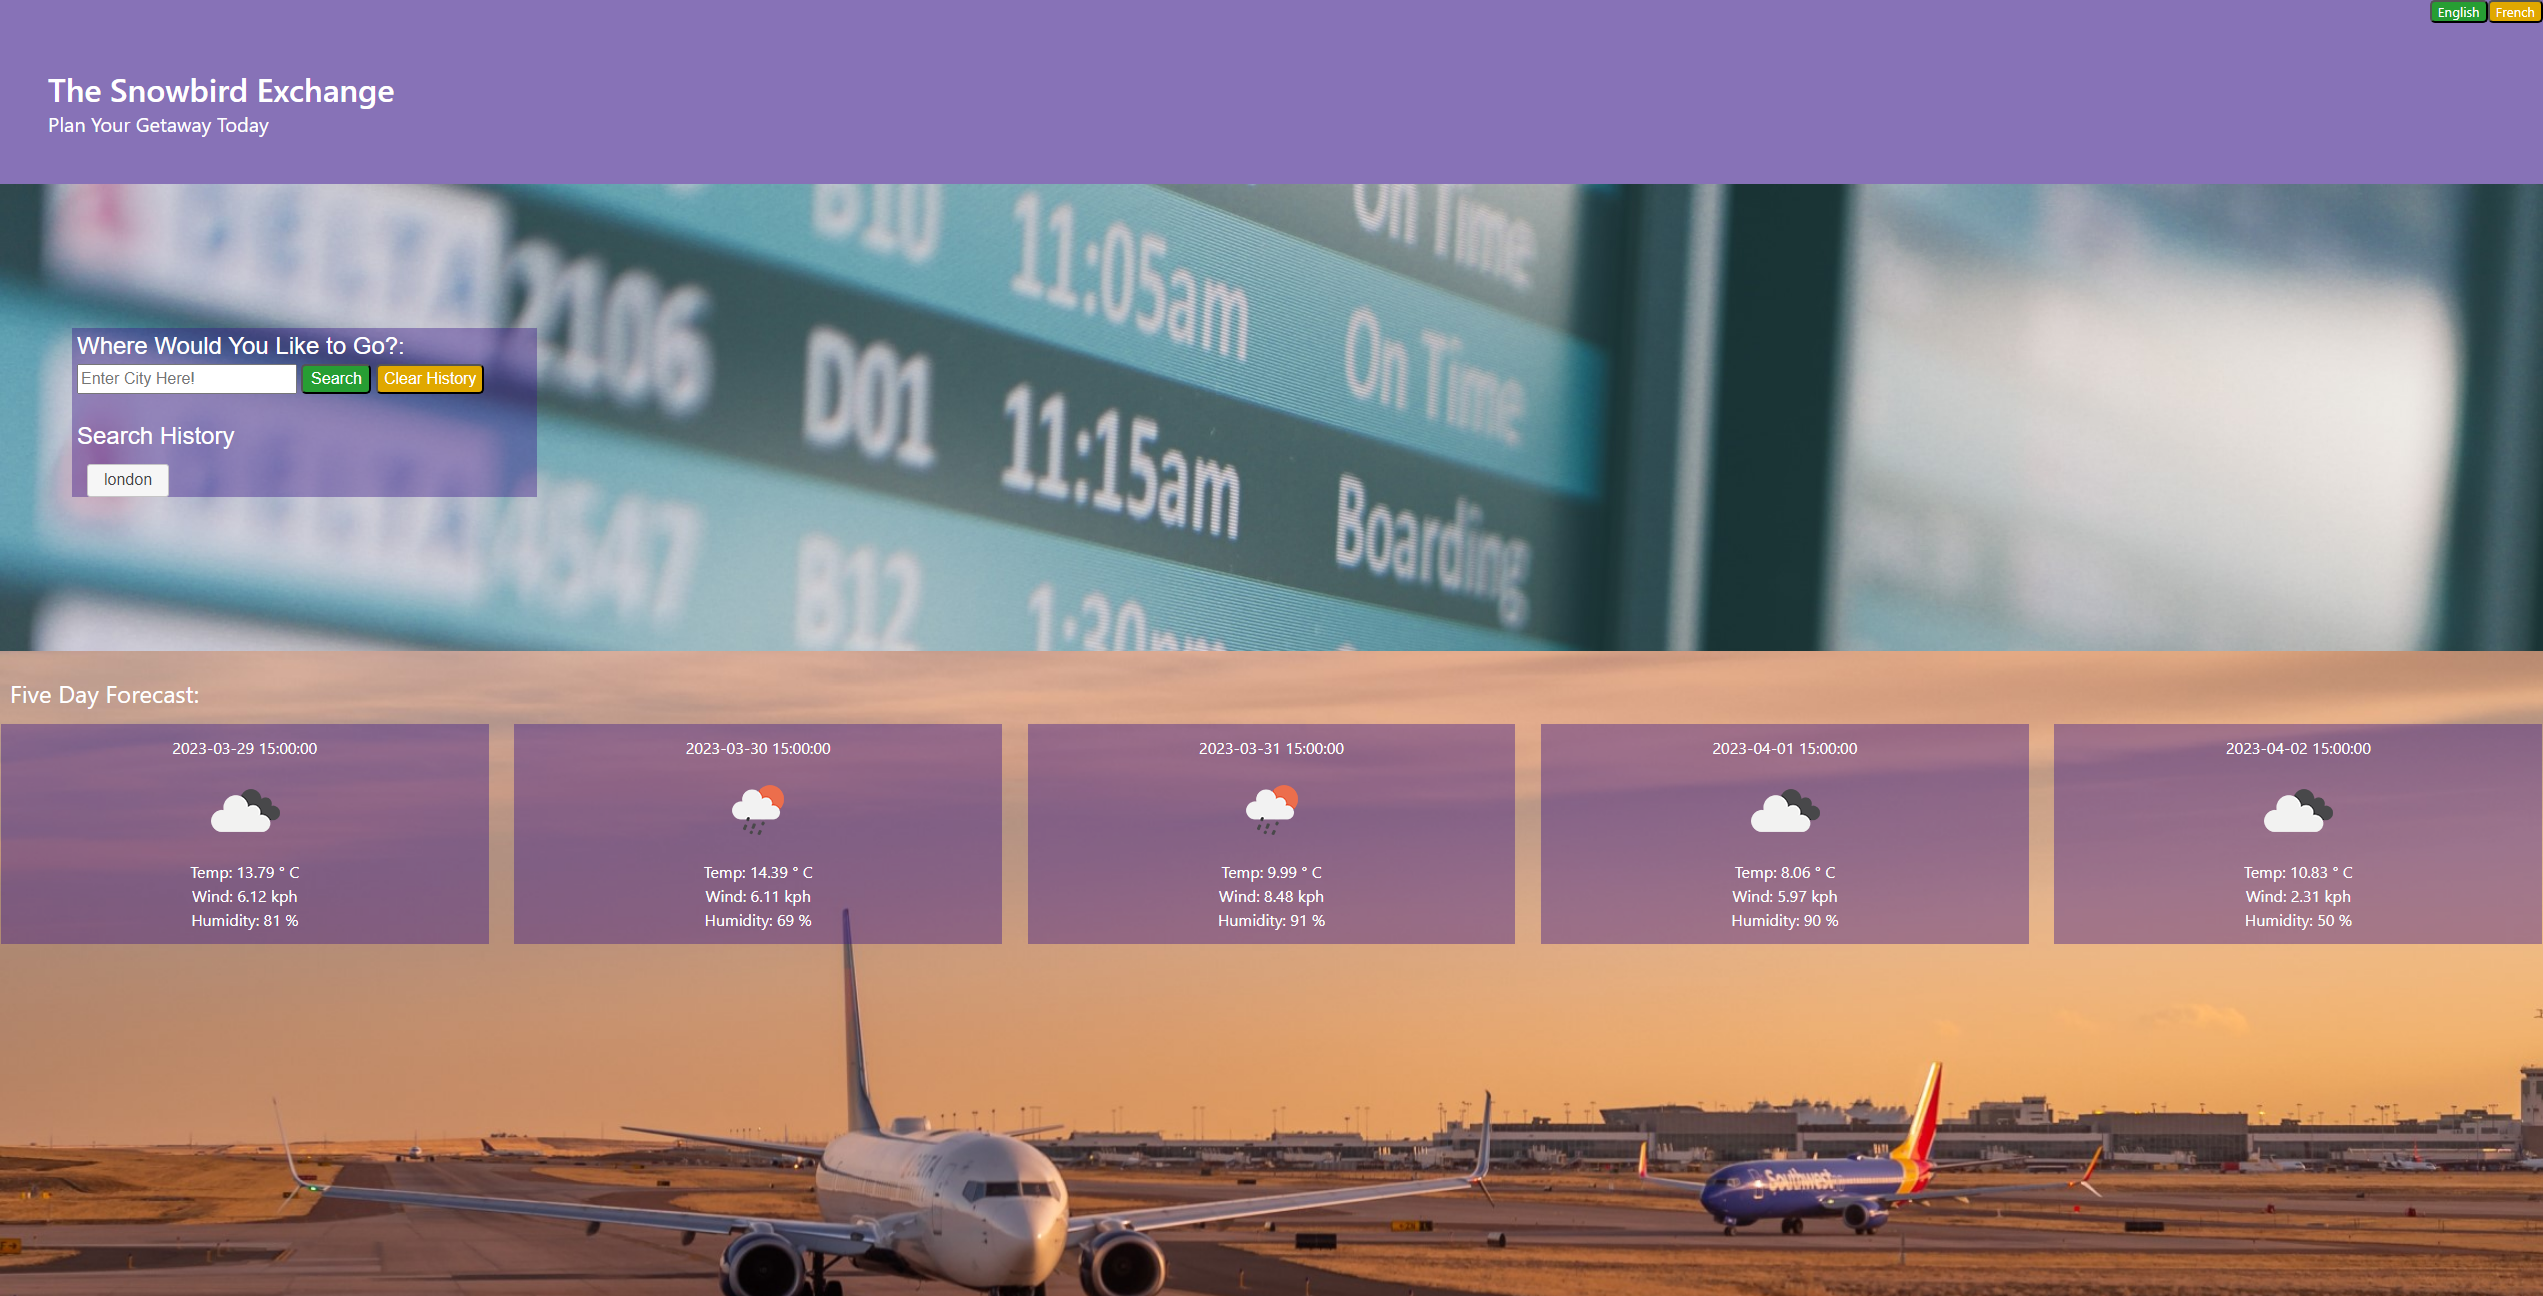 English French
The Snowbird Exchange
Plan Your Getaway Today
DELTA 2106 B10 11:05am On Time
D01 11:15am On Time
DELTA 4547 B12 1:30pm Boarding
Where Would You Like to Go?:
Enter City Here! Search Clear History
Search History
london
Five Day Forecast:
2023-03-29 15:00:00
Temp: 13.79 ° C
Wind: 6.12 kph
Humidity: 81 %
2023-03-30 15:00:00
Temp: 14.39 ° C
Wind: 6.11 kph
Humidity: 69 %
2023-03-31 15:00:00
Temp: 9.99 ° C
Wind: 8.48 kph
Humidity: 91 %
2023-04-01 15:00:00
Temp: 8.06 ° C
Wind: 5.97 kph
Humidity: 90 %
2023-04-02 15:00:00
Temp: 10.83 ° C
Wind: 2.31 kph
Humidity: 50 %
Southwest